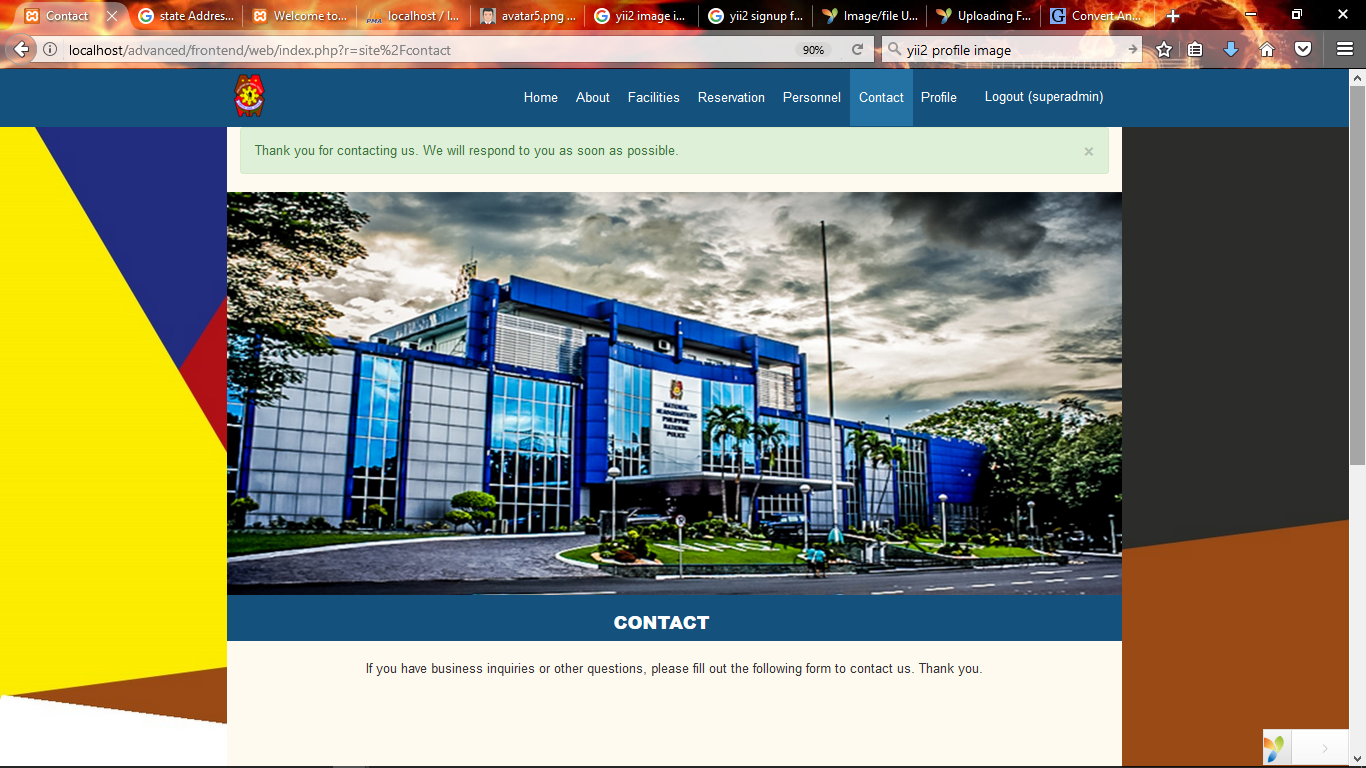 Contact
state Addres...
Welcome to...
PMA
localhost / l...
avatar5.png ...
yii2 image i...
yii2 signup f...
Image/file U...
Uploading F...
Convert An...
localhost/advanced/frontend/web/index.php?r=site%2Fcontact
90%
yii2 profile image
Home About Facilities Reservation Personnel Contact Profile Logout (superadmin)
Thank you for contacting us. We will respond to you as soon as possible.
×
NATIONAL
HEADQUARTERS
PHILIPPINE
NATIONAL
POLICE
CONTACT
If you have business inquiries or other questions, please fill out the following form to contact us. Thank you.